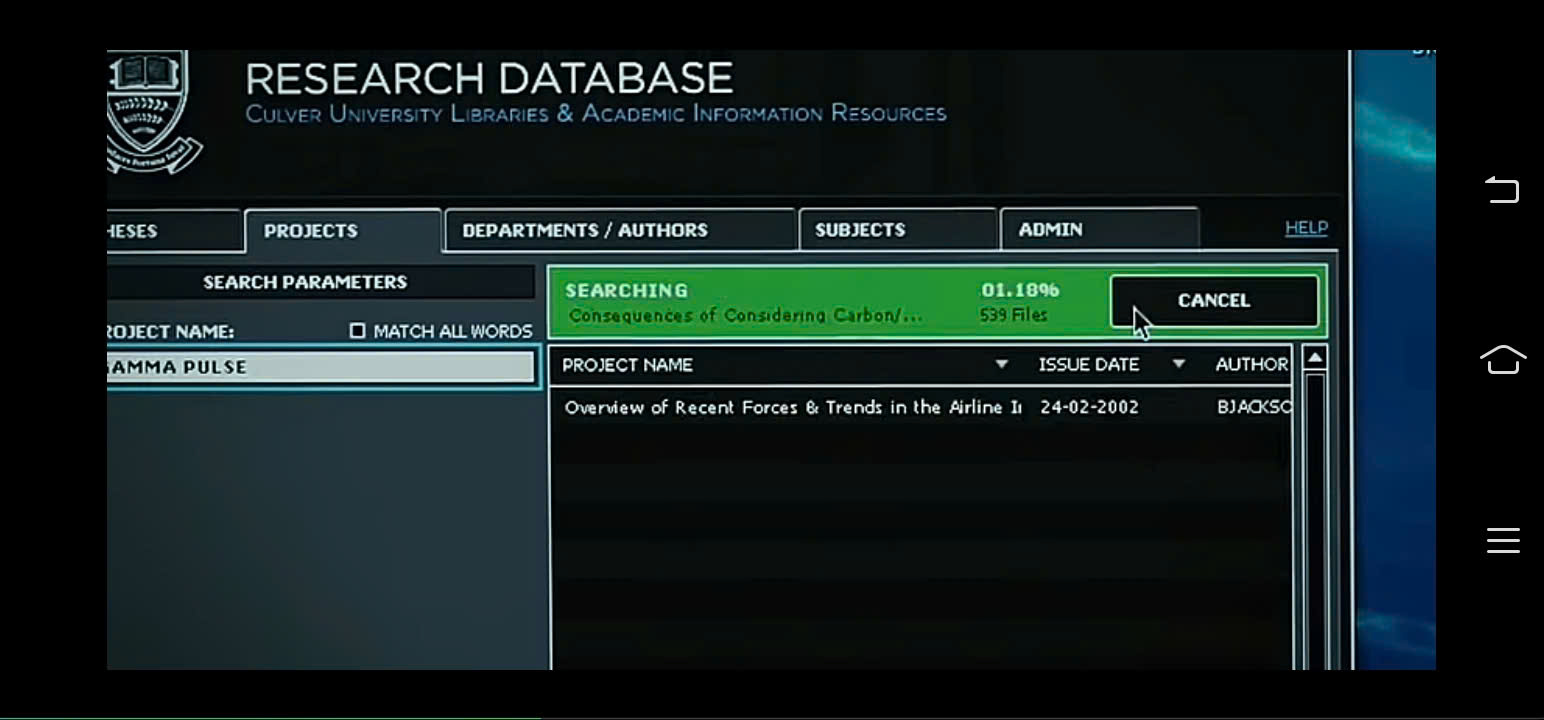 RESEARCH DATABASE
CULVER UNIVERSITY LIBRARIES & ACADEMIC INFORMATION RESOURCES
HESES
PROJECTS
DEPARTMENTS / AUTHORS
SUBJECTS
ADMIN
HELP
SEARCH PARAMETERS
ROJECT NAME:
MATCH ALL WORDS
AMMA PULSE
SEARCHING 01.18%
Consequences of Considering Carbon/... 539 Files
CANCEL
PROJECT NAME ISSUE DATE AUTHOR
Overview of Recent Forces & Trends in the Airline I 24-02-2002 BJACKSO